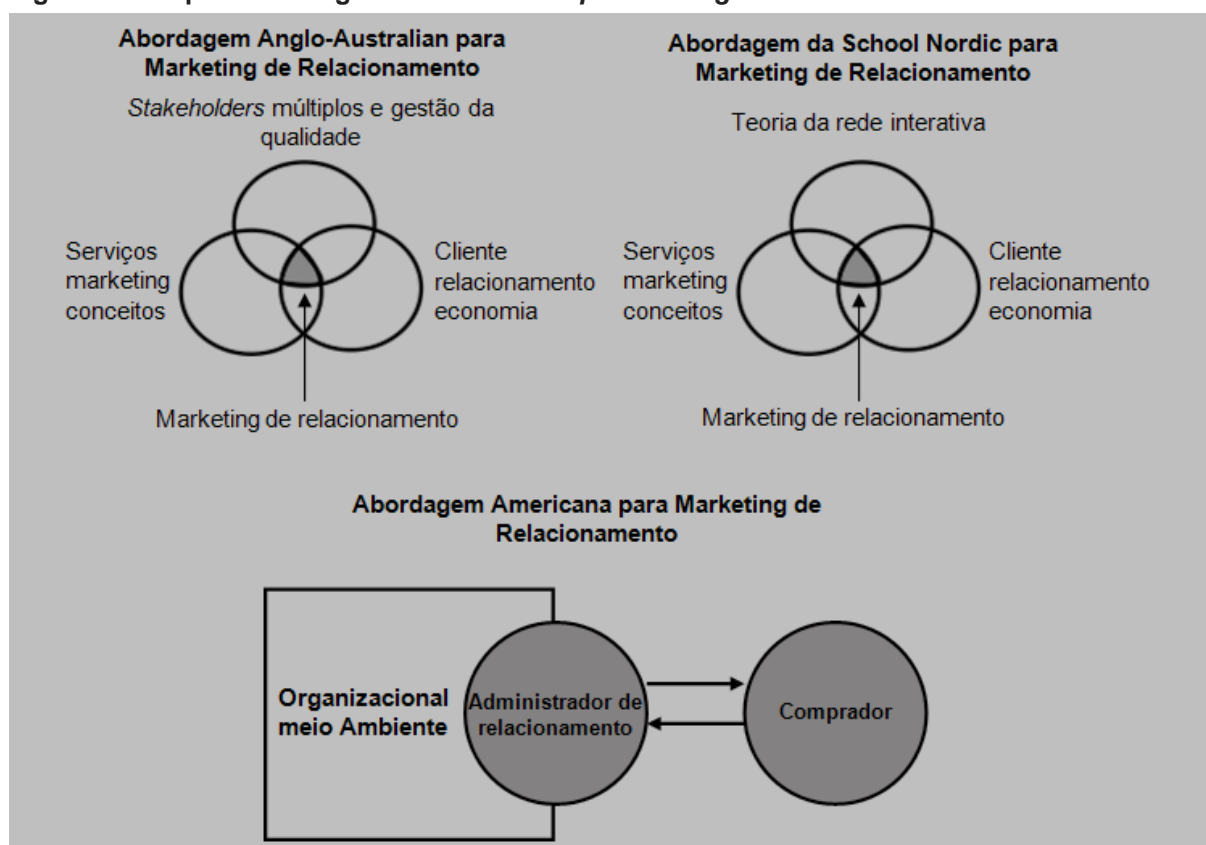 Abordagem Anglo-Australian para
Marketing de Relacionamento
Stakeholders múltiplos e gestão da
qualidade
Serviços
marketing
conceitos
Cliente
relacionamento
economia
Marketing de relacionamento
Abordagem da School Nordic para
Marketing de Relacionamento
Teoria da rede interativa
Serviços
marketing
conceitos
Cliente
relacionamento
economia
Marketing de relacionamento
Abordagem Americana para Marketing de
Relacionamento
Organizacional
meio Ambiente
Administrador de
relacionamento
Comprador